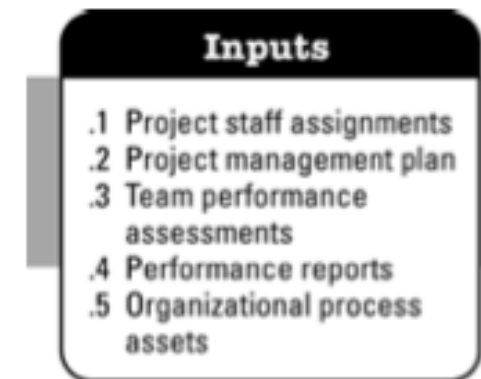 Inputs
.1 Project staff assignments
.2 Project management plan
.3 Team performance
assessments
.4 Performance reports
.5 Organizational process
assets